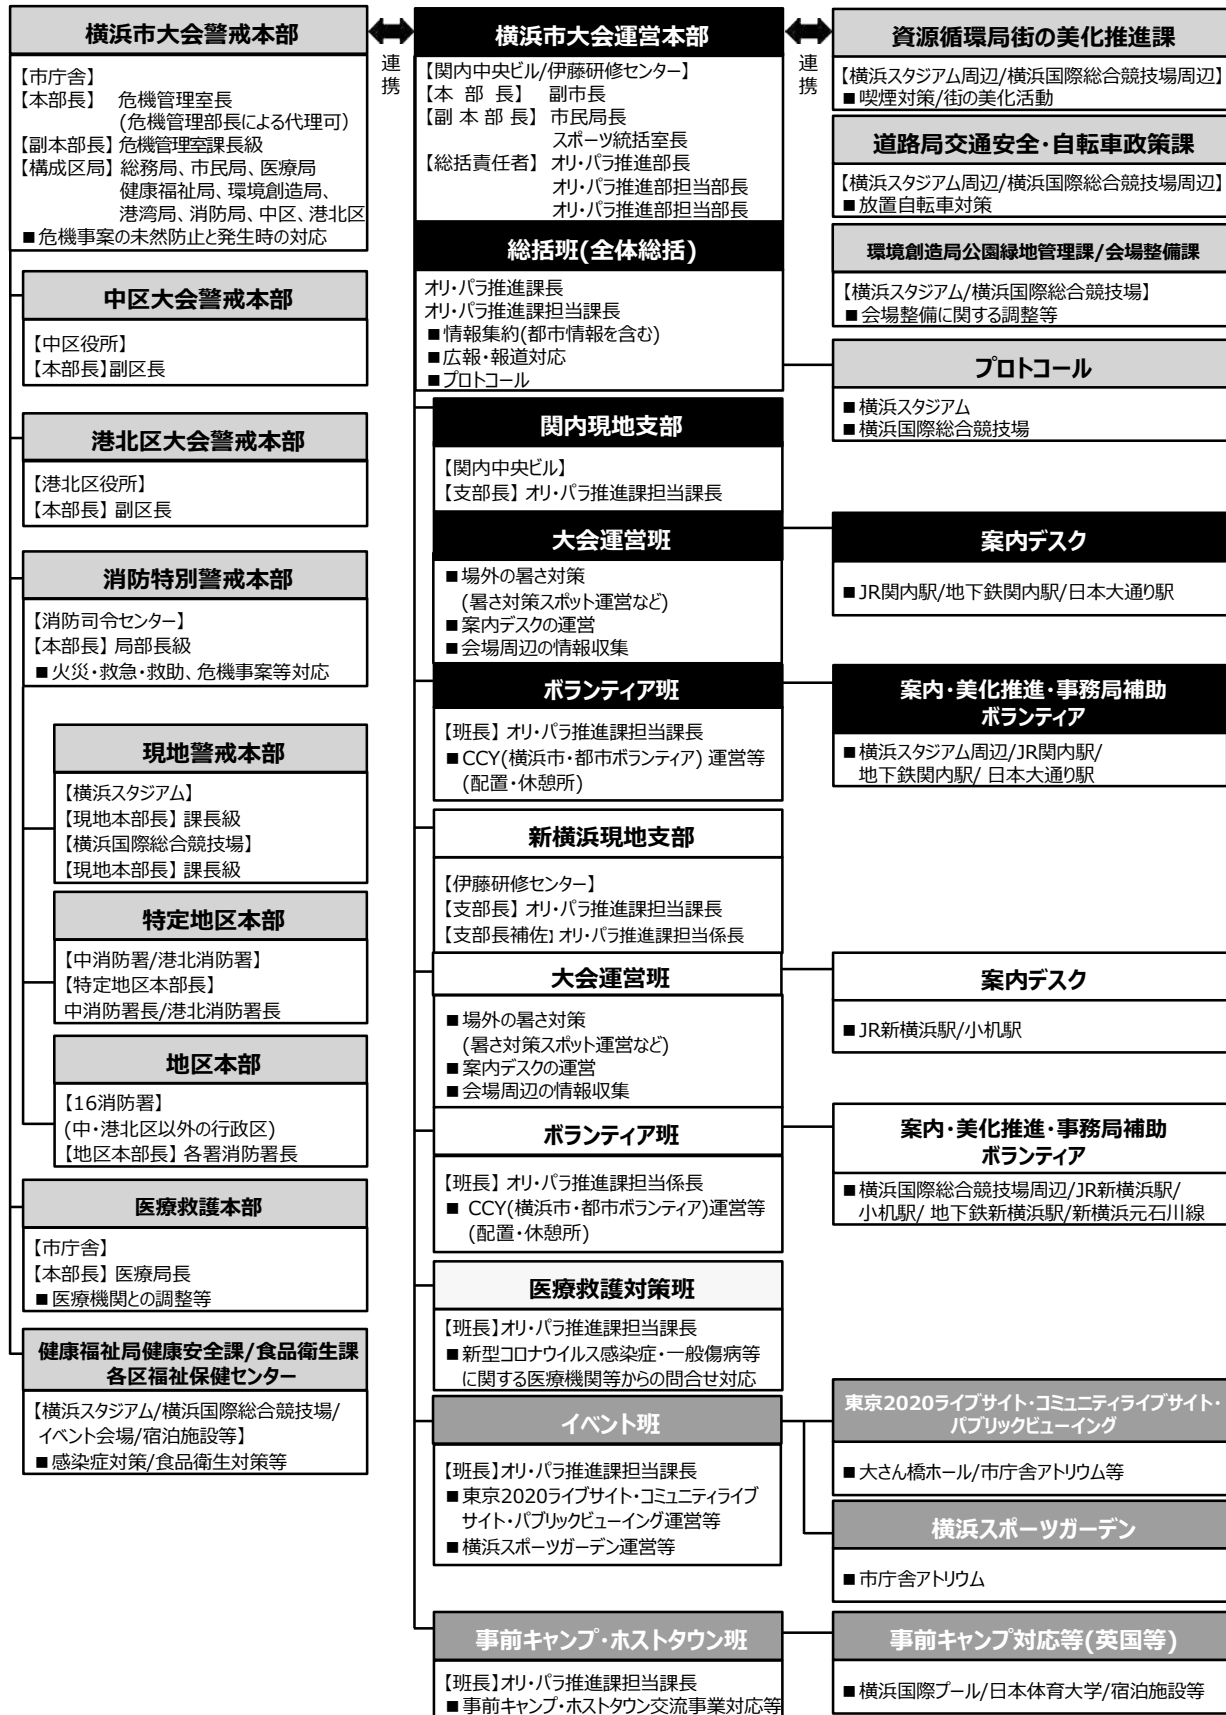 横浜市大会警戒本部
【市庁舎】
【本部長】 危機管理室長
(危機管理部長による代理可)
【副本部長】危機管理室課長級
【構成区局】総務局、市民局、医療局
健康福祉局、環境創造局、
港湾局、消防局、中区、港北区
■危機事案の未然防止と発生時の対応
中区大会警戒本部
【中区役所】
【本部長】副区長
港北区大会警戒本部
【港北区役所】
【本部長】副区長
消防特別警戒本部
【消防司令センター】
【本部長】局部長級
■火災・救急・救助、危機事案等対応
現地警戒本部
【横浜スタジアム】
【現地本部長】課長級
【横浜国際総合競技場】
【現地本部長】課長級
特定地区本部
【中消防署/港北消防署】
【特定地区本部長】
中消防署長/港北消防署長
地区本部
【16消防署】
(中・港北区以外の行政区)
【地区本部長】各署消防署長
医療救護本部
【市庁舎】
【本部長】医療局長
■医療機関との調整等
健康福祉局健康安全課/食品衛生課
各区福祉保健センター
【横浜スタジアム/横浜国際総合競技場/
イベント会場/宿泊施設等】
■感染症対策/食品衛生対策等
連携
横浜市大会運営本部
【関内中央ビル/伊藤研修センター】
【本 部 長】 副市長
【副 本 部 長】 市民局長
スポーツ統括室長
【総括責任者】 オリ・パラ推進部長
オリ・パラ推進部担当部長
オリ・パラ推進部担当部長
総括班(全体総括)
オリ・パラ推進課長
オリ・パラ推進課担当課長
■情報集約(都市情報を含む)
■広報・報道対応
■プロトコール
関内現地支部
【関内中央ビル】
【支部長】オリ・パラ推進課担当課長
大会運営班
■場外の暑さ対策
(暑さ対策スポット運営など)
■案内デスクの運営
■会場周辺の情報収集
ボランティア班
【班長】オリ・パラ推進課担当課長
■CCY(横浜市・都市ボランティア) 運営等
(配置・休憩所)
新横浜現地支部
【伊藤研修センター】
【支部長】オリ・パラ推進課担当課長
【支部長補佐】オリ・パラ推進課担当係長
大会運営班
■場外の暑さ対策
(暑さ対策スポット運営など)
■案内デスクの運営
■会場周辺の情報収集
ボランティア班
【班長】オリ・パラ推進課担当係長
■ CCY(横浜市・都市ボランティア)運営等
(配置・休憩所)
医療救護対策班
【班長】オリ・パラ推進課担当課長
■新型コロナウイルス感染症・一般傷病等
に関する医療機関等からの問合せ対応
イベント班
【班長】オリ・パラ推進課担当課長
■東京2020ライブサイト・コミュニティライブ
サイト・パブリックビューイング運営等
■横浜スポーツガーデン運営等
事前キャンプ・ホストタウン班
【班長】オリ・パラ推進課担当課長
■事前キャンプ・ホストタウン交流事業対応等
連携
資源循環局街の美化推進課
【横浜スタジアム周辺/横浜国際総合競技場周辺】
■喫煙対策/街の美化活動
道路局交通安全・自転車政策課
【横浜スタジアム周辺/横浜国際総合競技場周辺】
■放置自転車対策
環境創造局公園緑地管理課/会場整備課
【横浜スタジアム/横浜国際総合競技場】
■会場整備に関する調整等
プロトコール
■横浜スタジアム
■横浜国際総合競技場
案内デスク
■JR関内駅/地下鉄関内駅/日本大通り駅
案内・美化推進・事務局補助
ボランティア
■横浜スタジアム周辺/JR関内駅/
地下鉄関内駅/ 日本大通り駅
案内デスク
■JR新横浜駅/小机駅
案内・美化推進・事務局補助
ボランティア
■横浜国際総合競技場周辺/JR新横浜駅/
小机駅/ 地下鉄新横浜駅/新横浜元石川線
東京2020ライブサイト・コミュニティライブサイト・
パブリックビューイング
■大さん橋ホール/市庁舎アトリウム等
横浜スポーツガーデン
■市庁舎アトリウム
事前キャンプ対応等(英国等)
■横浜国際プール/日本体育大学/宿泊施設等